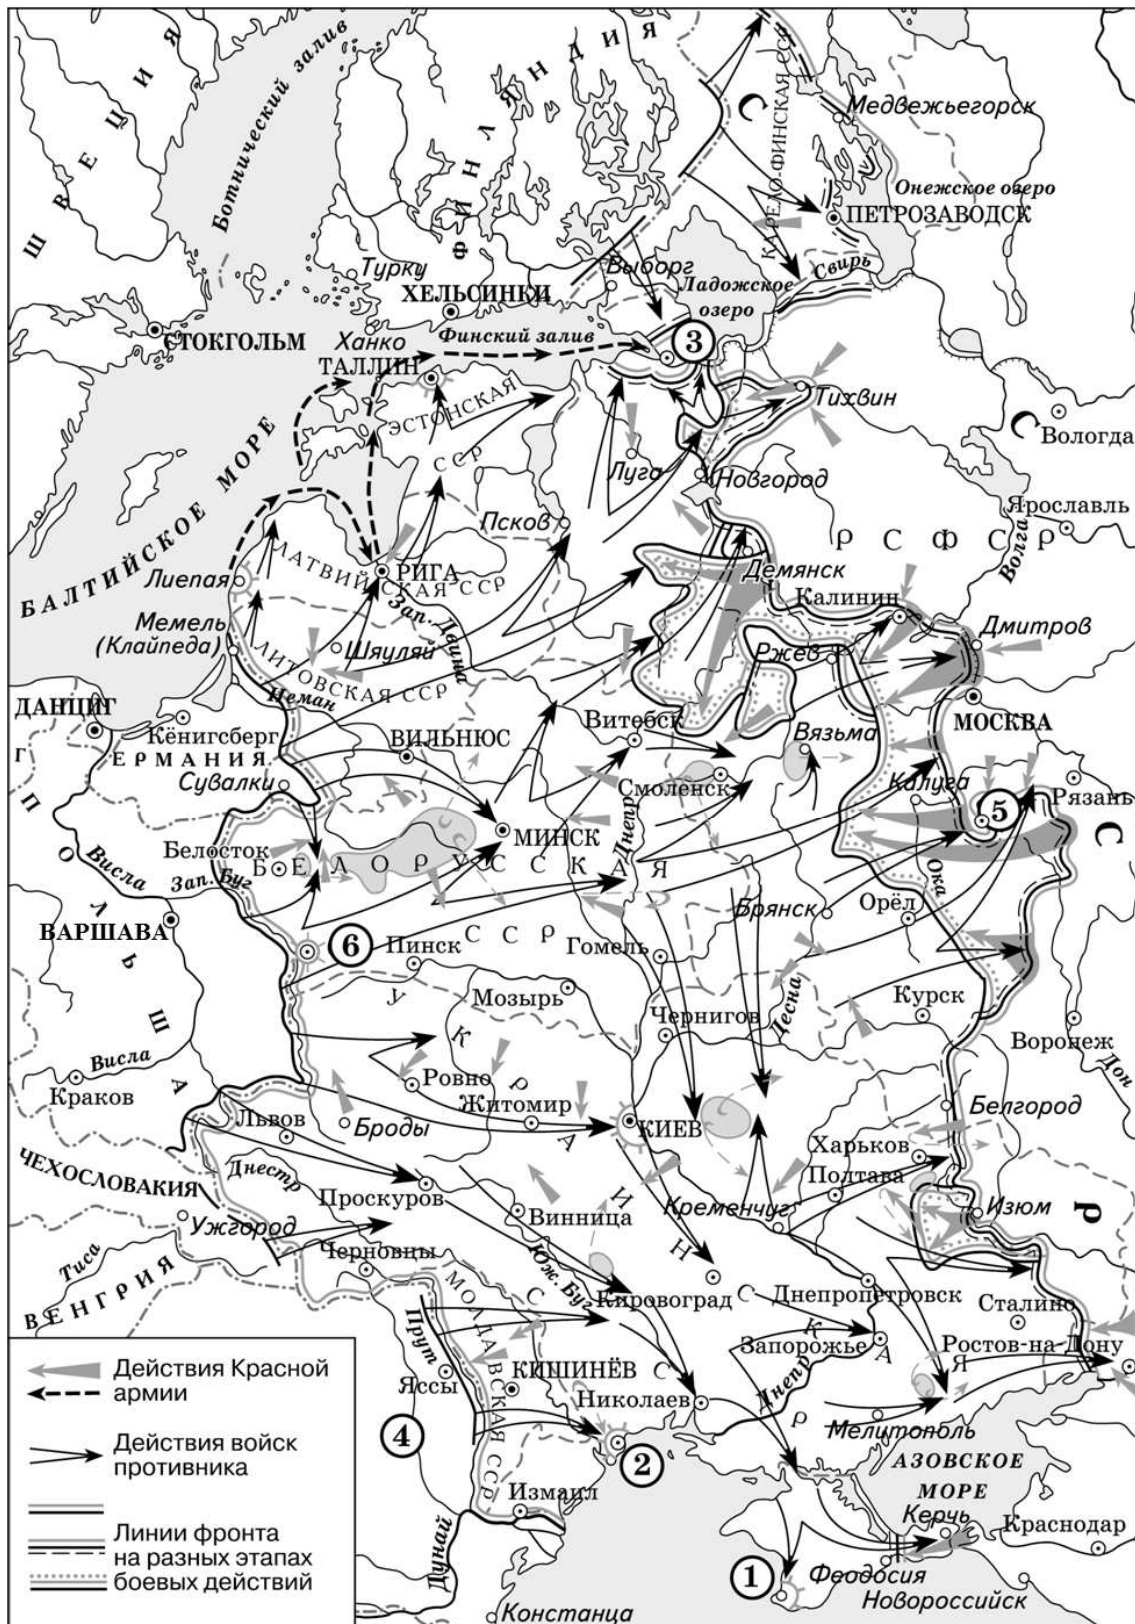 ШВЕЦИЯ
Ботнический залив
ФИНЛЯНДИЯ
КАРЕЛО-ФИНСКАЯ ССР
С
Медвежьегорск
Онежское озеро
ПЕТРОЗАВОДСК
Свирь
Турку
Выборг
Ладожское
озеро
ХЕЛЬСИНКИ
СТОКГОЛЬМ
Ханко
Финский залив
3
ТАЛЛИН
ЭСТОНСКАЯ
ССР
Тихвин
С
Вологда
БАЛТИЙСКОЕ МОРЕ
Луга
Новгород
Ярославль
Псков
РСФСР
Волга
ЛАТВИЙСКАЯ ССР
РИГА
Лиепая
Зап. Двина
Демянск
Калинин
Мемель
(Клайпеда)
Шяуляй
Дмитров
Ржев
ЛИТОВСКАЯ ССР
Неман
ДАНЦИГ
МОСКВА
Кёнигсберг
ГЕРМАНИЯ
ВИЛЬНЮС
Витебск
Вязьма
Сувалки
Смоленск
Калуга
Рязань
5
С
МИНСК
Днепр
Белосток
БЕЛОРУССКАЯ
ССР
Висла
Зап. Буг
Ока
Брянск
Орёл
ПОЛЬША
ВАРШАВА
6
Пинск
Гомель
Мозырь
Десна
Курск
Чернигов
Воронеж
Дон
УКРАИНСКАЯ
Висла
Краков
Ровно
Житомир
КИЕВ
Белгород
Львов
Броды
Харьков
Полтава
ЧЕХОСЛОВАКИЯ
Днестр
Проскуров
Винница
Кременчуг
Изюм
Р
Ужгород
Тиса
Черновцы
ВЕНГРИЯ
Юж. Буг
МОЛДАВСКАЯ ССР
ССР
Кировоград
Днепропетровск
Сталино
Прут
Запорожье
Ростов-на-Дону
Яссы
КИШИНЁВ
Николаев
Днепр
4
2
Мелитополь
АЗОВСКОЕ
МОРЕ
Измаил
Керчь
Краснодар
Дунай
1
Феодосия
Новороссийск
Констанца
Действия Красной
армии
Действия войск
противника
Линии фронта
на разных этапах
боевых действий